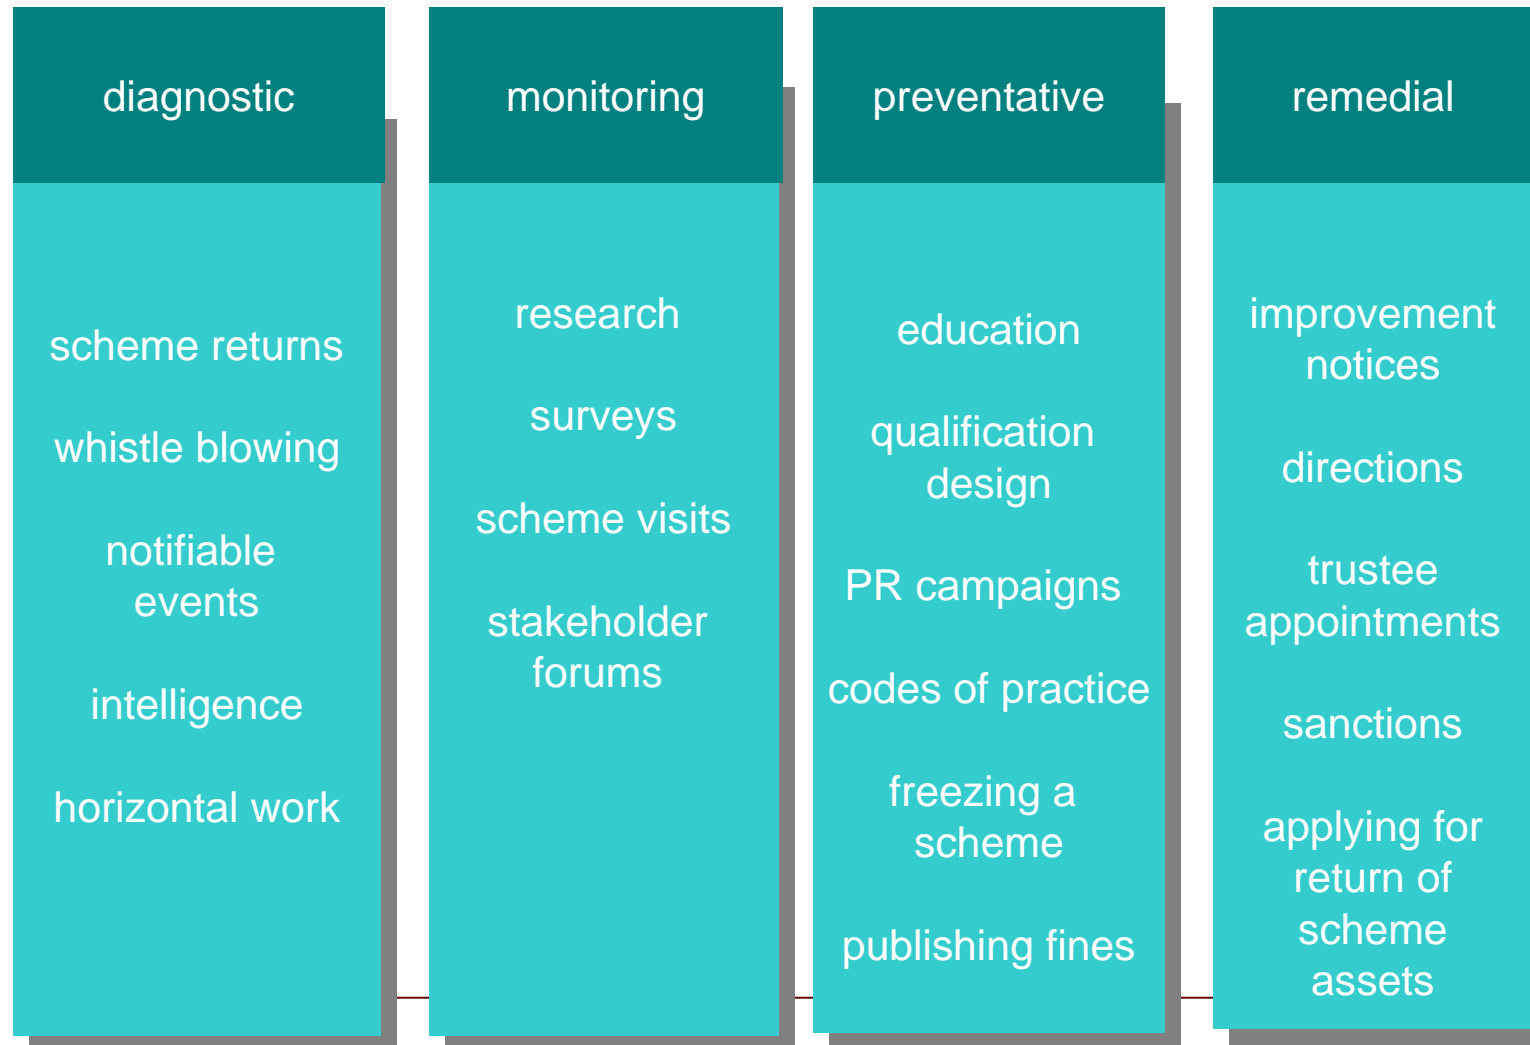 diagnostic
scheme returns
whistle blowing
notifiable
events
intelligence
horizontal work
monitoring
research
surveys
scheme visits
stakeholder
forums
preventative
education
qualification
design
PR campaigns
codes of practice
freezing a
scheme
publishing fines
remedial
improvement
notices
directions
trustee
appointments
sanctions
applying for
return of
scheme
assets